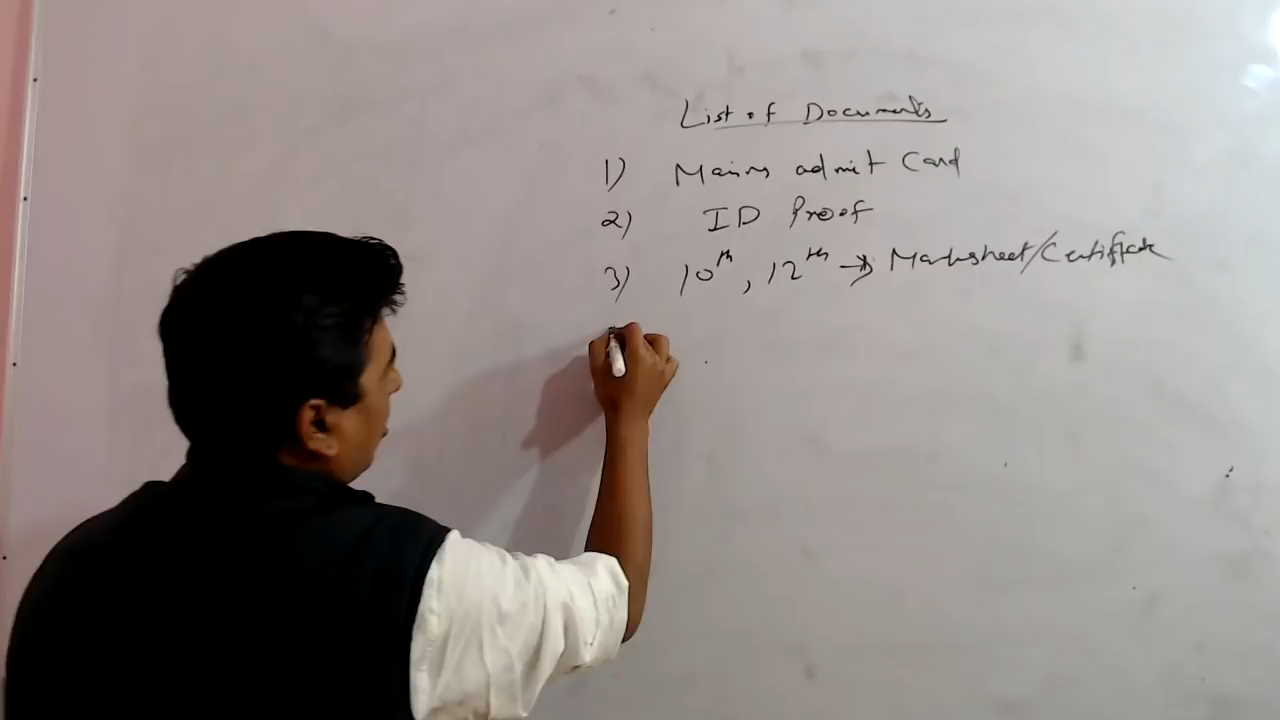 List of Documents
1) Mains admit Card
2) ID Proof
3) 10th, 12th → Marksheet/Certificate